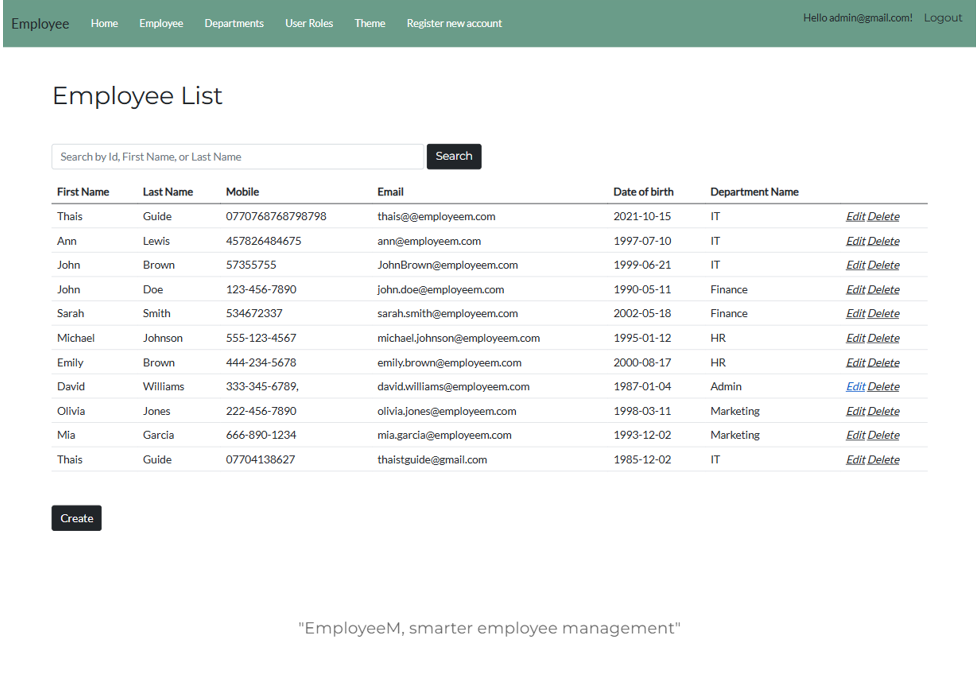 Employee Home Employee Departments User Roles Theme Register new account Hello admin@gmail.com! Logout
Employee List
Search by Id, First Name, or Last Name Search
First Name Last Name Mobile Email Date of birth Department Name
Thais Guide 0770768768798798 thais@@employeem.com 2021-10-15 IT Edit Delete
Ann Lewis 457826484675 ann@employeem.com 1997-07-10 IT Edit Delete
John Brown 57355755 JohnBrown@employeem.com 1999-06-21 IT Edit Delete
John Doe 123-456-7890 john.doe@employeem.com 1990-05-11 Finance Edit Delete
Sarah Smith 534672337 sarah.smith@employeem.com 2002-05-18 Finance Edit Delete
Michael Johnson 555-123-4567 michael.johnson@employeem.com 1995-01-12 HR Edit Delete
Emily Brown 444-234-5678 emily.brown@employeem.com 2000-08-17 HR Edit Delete
David Williams 333-345-6789, david.williams@employeem.com 1987-01-04 Admin Edit Delete
Olivia Jones 222-456-7890 olivia.jones@employeem.com 1998-03-11 Marketing Edit Delete
Mia Garcia 666-890-1234 mia.garcia@employeem.com 1993-12-02 Marketing Edit Delete
Thais Guide 07704138627 thaistguide@gmail.com 1985-12-02 IT Edit Delete
Create
"EmployeeM, smarter employee management"